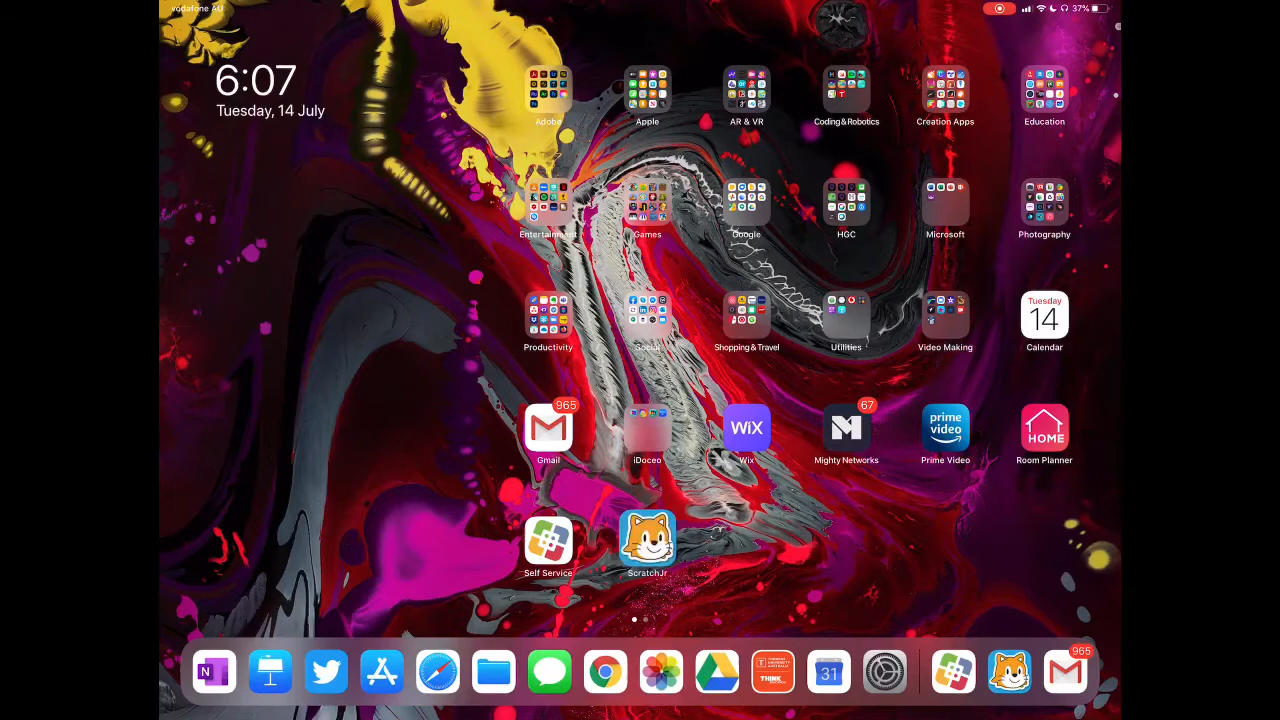 vodafone AU
37%
6:07
Tuesday, 14 July
Adobe
Apple
AR & VR
Coding & Robotics
Creation Apps
Education
Entertainment
Games
Google
HGC
Microsoft
Photography
Productivity
Social
Shopping & Travel
Utilities
Video Making
Tuesday
14
Calendar
965
Gmail
iDoceo
WiX
Wix
67
Mighty Networks
prime
video
Prime Video
HOME
Room Planner
Self Service
ScratchJr
N
31
THINK
965